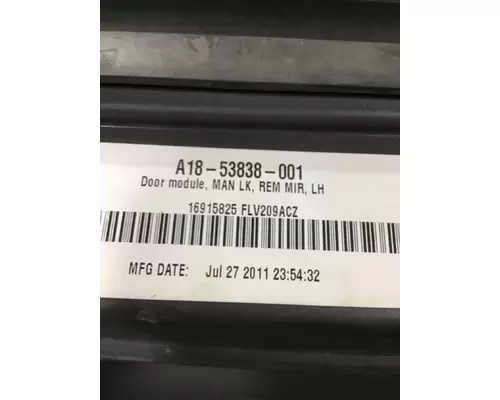 A18-53838-001
Door module, MAN LK, REM MIR, LH
16915825 FLV209ACZ
MFG DATE: Jul 27 2011 23:54:32